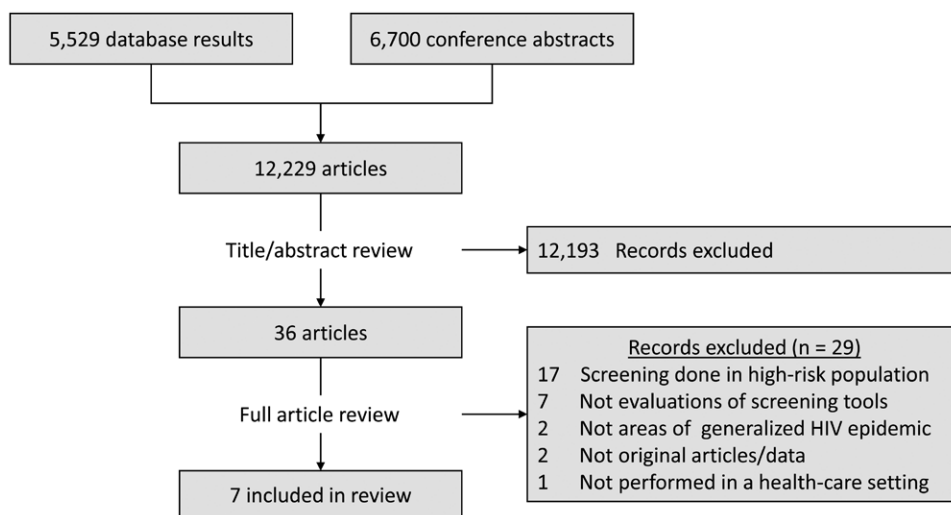 5,529 database results
6,700 conference abstracts
12,229 articles
Title/abstract review
12,193 Records excluded
36 articles
Full article review
Records excluded (n = 29)
17 Screening done in high-risk population
7 Not evaluations of screening tools
2 Not areas of generalized HIV epidemic
2 Not original articles/data
1 Not performed in a health-care setting
7 included in review